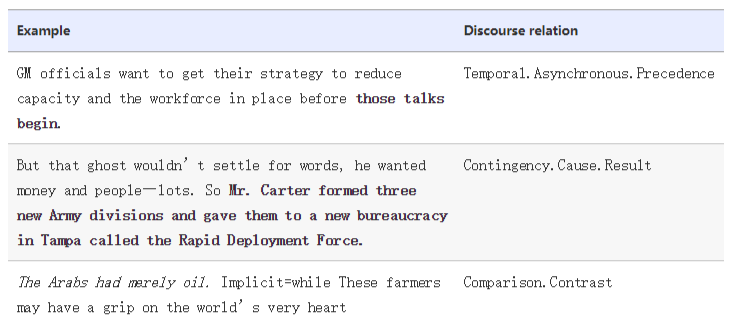 Example Discourse relation
GM officials want to get their strategy to reduce Temporal.Asynchronous.Precedence
capacity and the workforce in place before those talks
begin.
But that ghost wouldn't settle for words, he wanted Contingency.Cause.Result
money and people—lots. So Mr. Carter formed three
new Army divisions and gave them to a new bureaucracy
in Tampa called the Rapid Deployment Force.
The Arabs had merely oil. Implicit=while These farmers Comparison.Contrast
may have a grip on the world's very heart